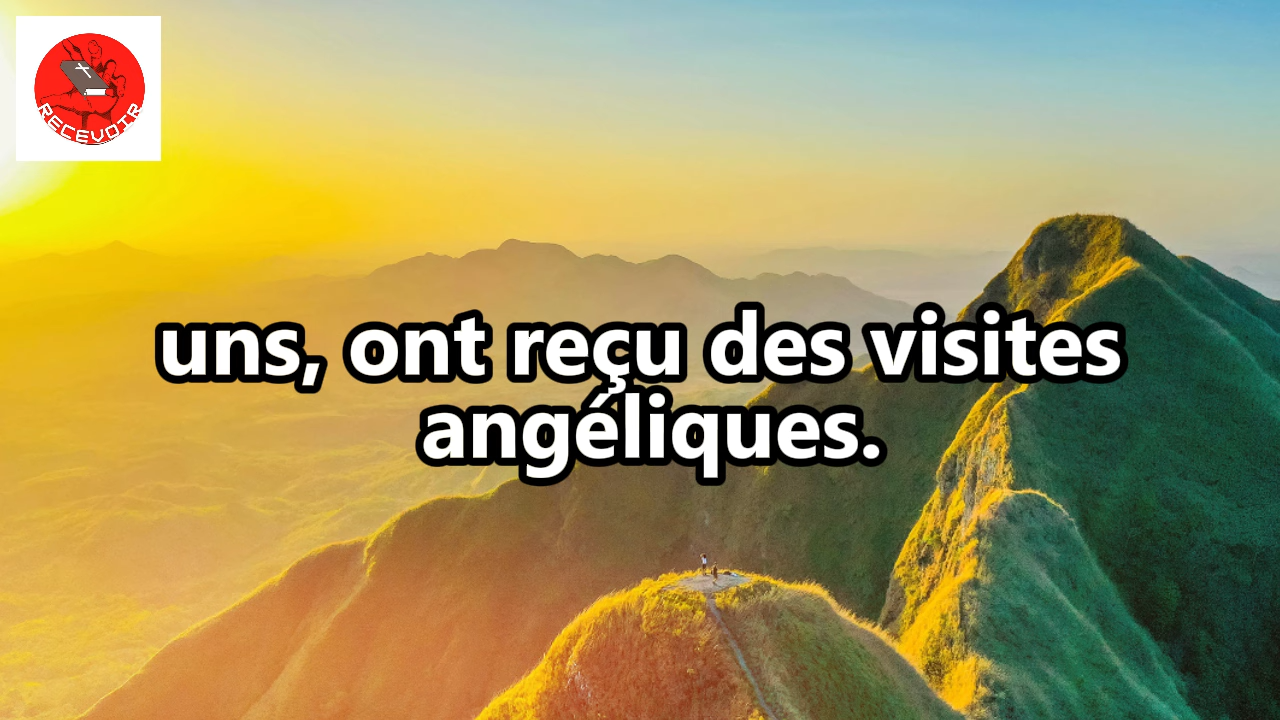 RECEVOIR
uns, ont reçu des visites
angéliques.